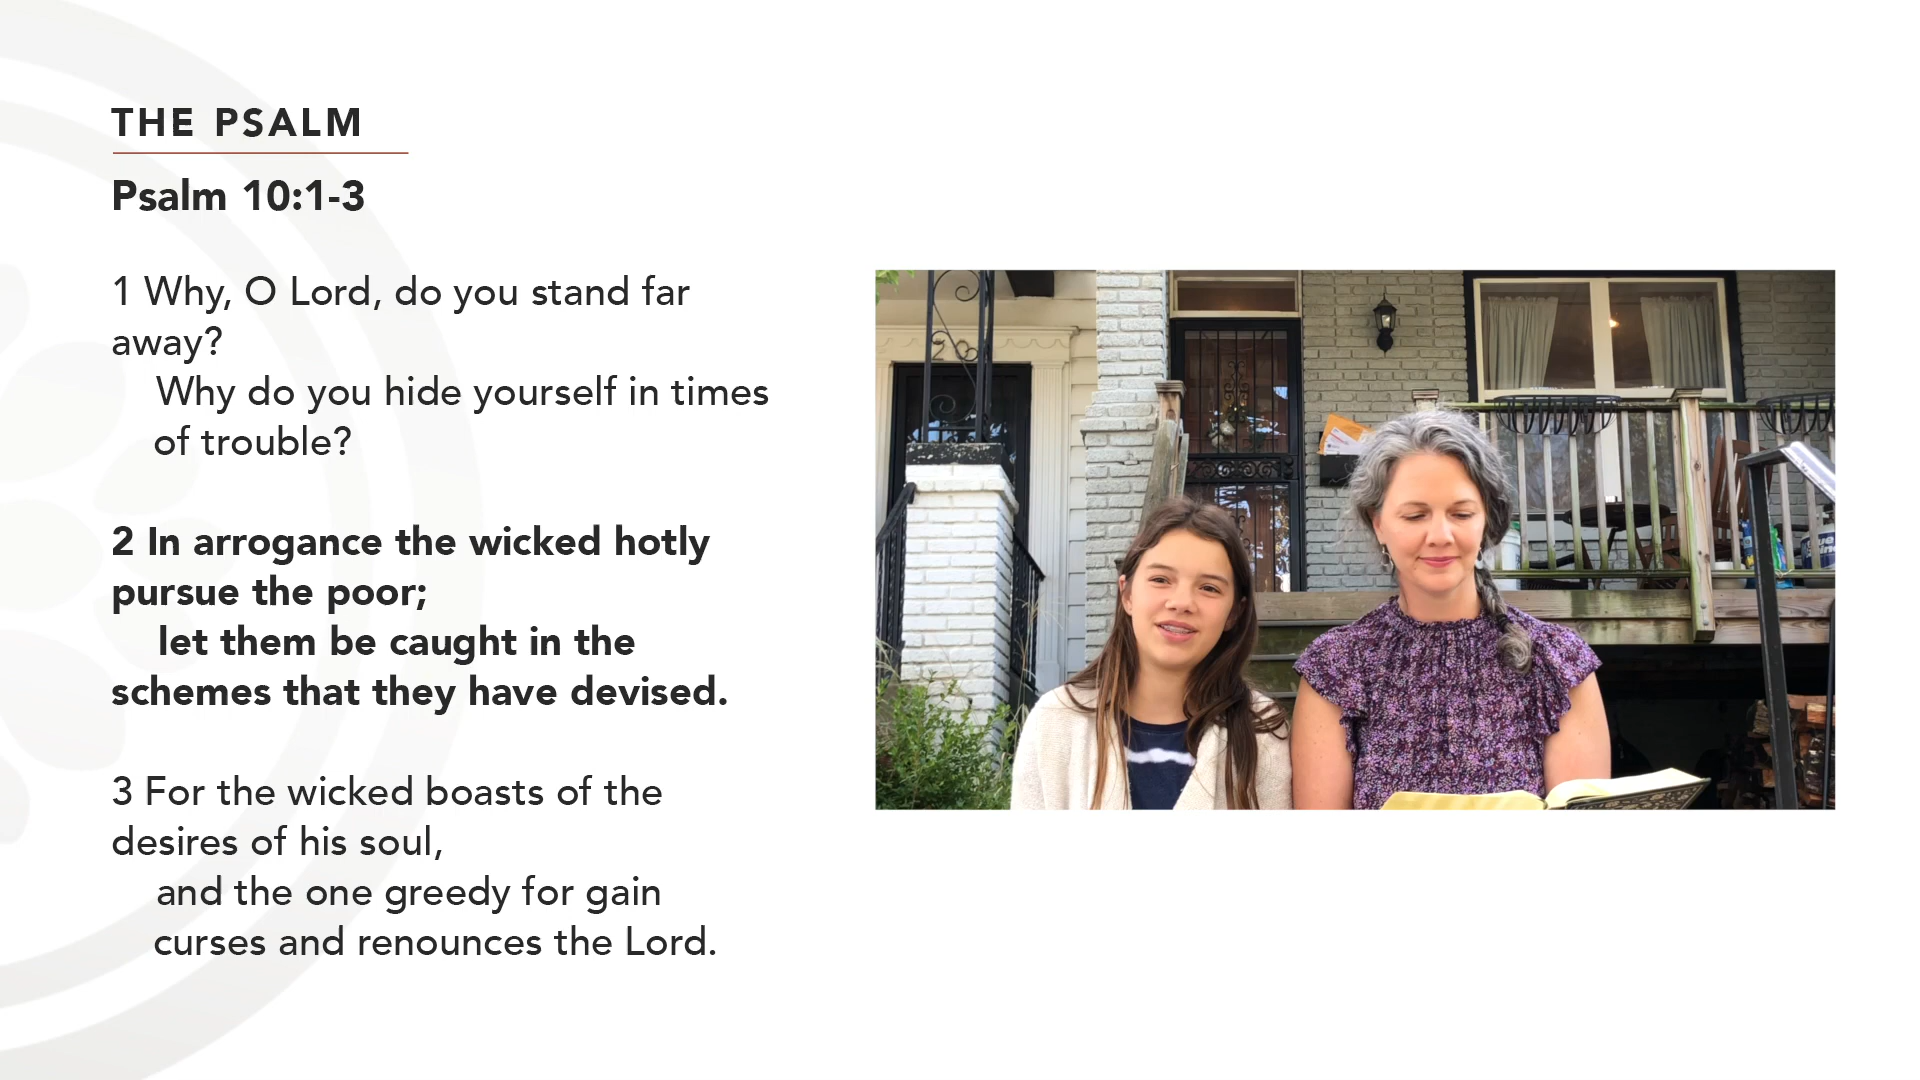 THE PSALM
Psalm 10:1-3
1 Why, O Lord, do you stand far
away?
Why do you hide yourself in times
of trouble?
2 In arrogance the wicked hotly
pursue the poor;
let them be caught in the
schemes that they have devised.
3 For the wicked boasts of the
desires of his soul,
and the one greedy for gain
curses and renounces the Lord.